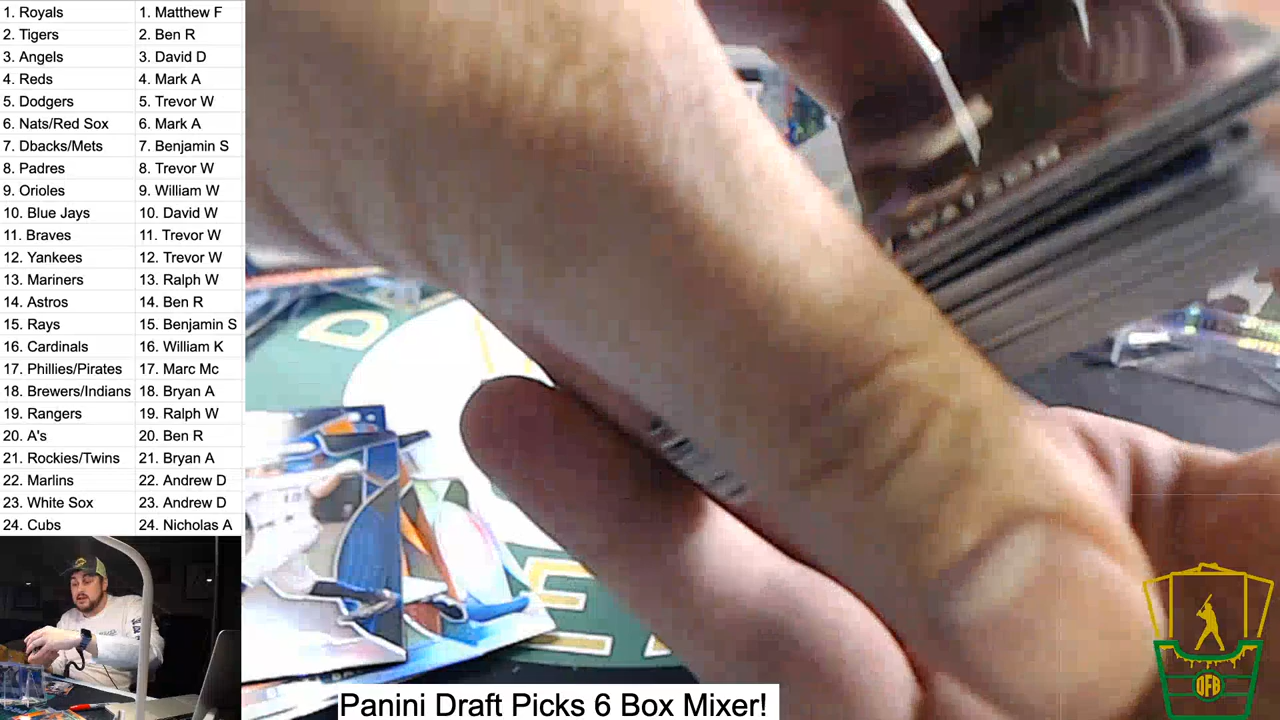 1. Royals 1. Matthew F
2. Tigers 2. Ben R
3. Angels 3. David D
4. Reds 4. Mark A
5. Dodgers 5. Trevor W
6. Nats/Red Sox 6. Mark A
7. Dbacks/Mets 7. Benjamin S
8. Padres 8. Trevor W
9. Orioles 9. William W
10. Blue Jays 10. David W
11. Braves 11. Trevor W
12. Yankees 12. Trevor W
13. Mariners 13. Ralph W
14. Astros 14. Ben R
15. Rays 15. Benjamin S
16. Cardinals 16. William K
17. Phillies/Pirates 17. Marc Mc
18. Brewers/Indians 18. Bryan A
19. Rangers 19. Ralph W
20. A's 20. Ben R
21. Rockies/Twins 21. Bryan A
22. Marlins 22. Andrew D
23. White Sox 23. Andrew D
24. Cubs 24. Nicholas A
WATSON
DFB
Panini Draft Picks 6 Box Mixer!